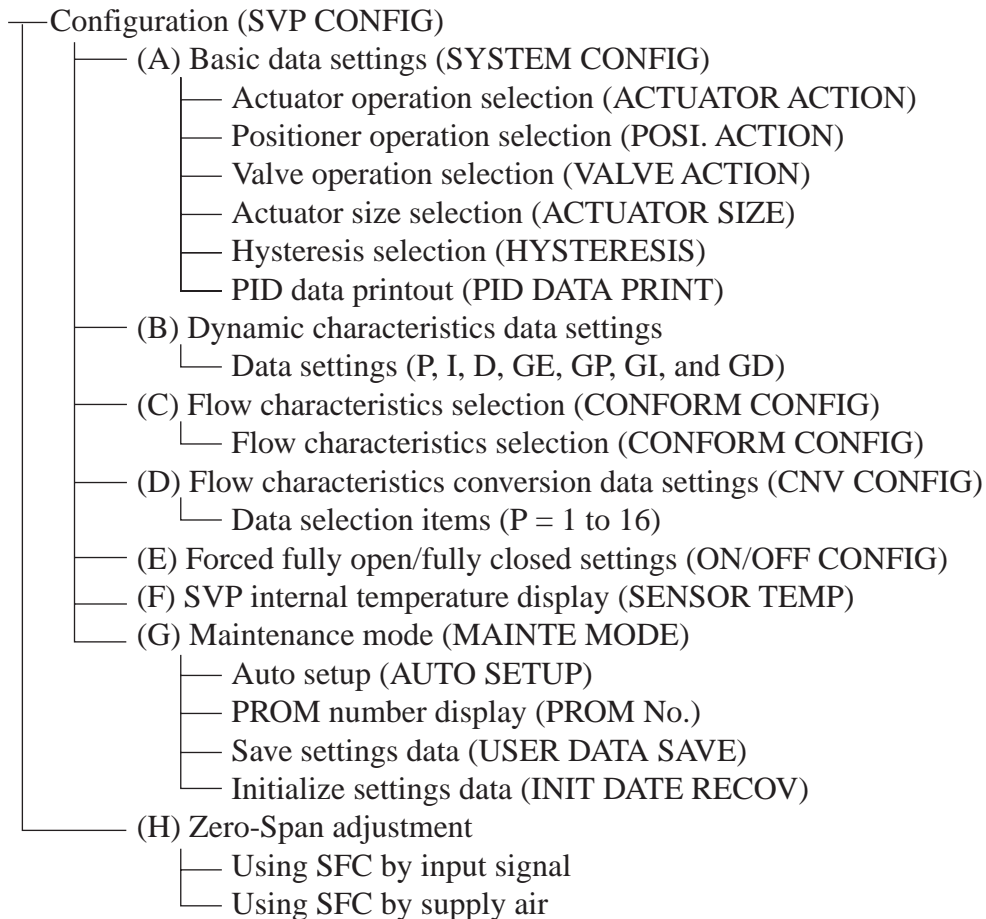 Configuration (SVP CONFIG)
(A) Basic data settings (SYSTEM CONFIG)
Actuator operation selection (ACTUATOR ACTION)
Positioner operation selection (POSI. ACTION)
Valve operation selection (VALVE ACTION)
Actuator size selection (ACTUATOR SIZE)
Hysteresis selection (HYSTERESIS)
PID data printout (PID DATA PRINT)
(B) Dynamic characteristics data settings
Data settings (P, I, D, GE, GP, GI, and GD)
(C) Flow characteristics selection (CONFORM CONFIG)
Flow characteristics selection (CONFORM CONFIG)
(D) Flow characteristics conversion data settings (CNV CONFIG)
Data selection items (P = 1 to 16)
(E) Forced fully open/fully closed settings (ON/OFF CONFIG)
(F) SVP internal temperature display (SENSOR TEMP)
(G) Maintenance mode (MAINTE MODE)
Auto setup (AUTO SETUP)
PROM number display (PROM No.)
Save settings data (USER DATA SAVE)
Initialize settings data (INIT DATE RECOV)
(H) Zero-Span adjustment
Using SFC by input signal
Using SFC by supply air